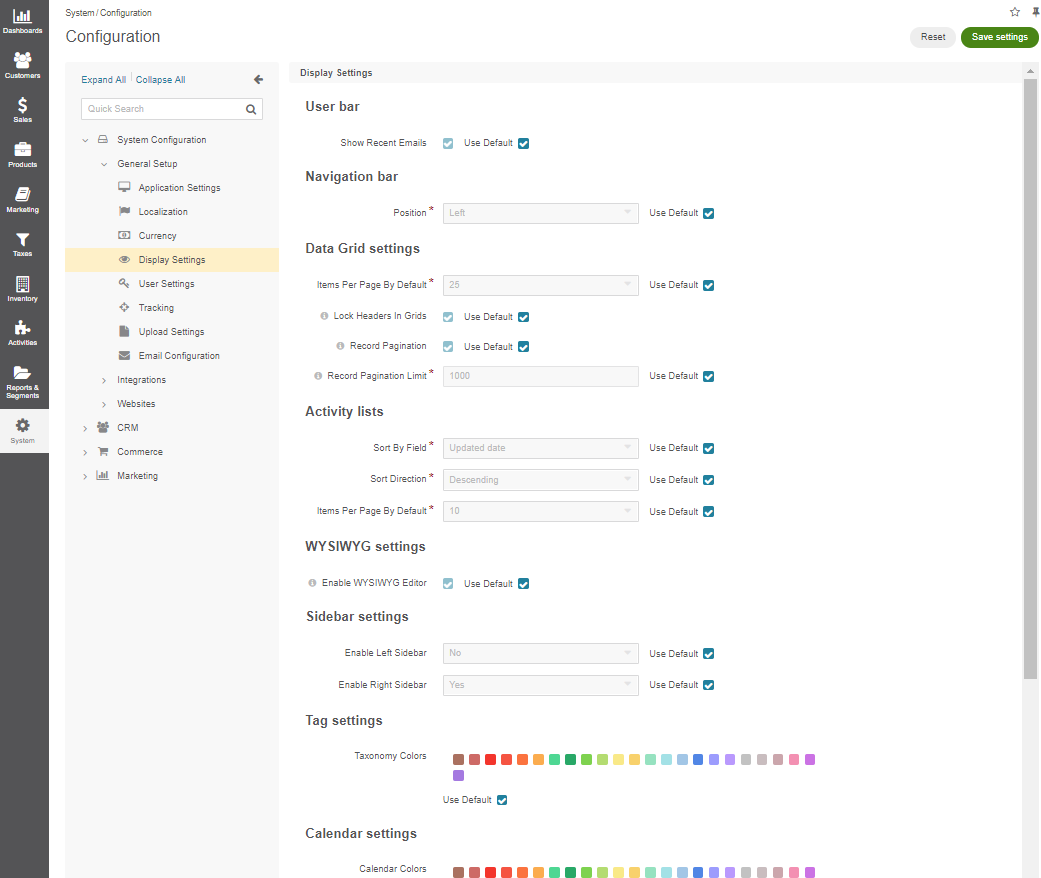 Dashboards
Customers
Sales
Products
Marketing
Taxes
Inventory
Activities
Reports &
Segments
System
System / Configuration
Configuration
Reset
Save settings
Expand All
Collapse All
Quick Search
System Configuration
General Setup
Application Settings
Localization
Currency
Display Settings
User Settings
Tracking
Upload Settings
Email Configuration
Integrations
Websites
CRM
Commerce
Marketing
Display Settings
User bar
Show Recent Emails Use Default
Navigation bar
Position * Left Use Default
Data Grid settings
Items Per Page By Default * 25 Use Default
Lock Headers In Grids Use Default
Record Pagination Use Default
Record Pagination Limit * 1000 Use Default
Activity lists
Sort By Field * Updated date Use Default
Sort Direction * Descending Use Default
Items Per Page By Default * 10 Use Default
WYSIWYG settings
Enable WYSIWYG Editor Use Default
Sidebar settings
Enable Left Sidebar No Use Default
Enable Right Sidebar Yes Use Default
Tag settings
Taxonomy Colors
Use Default
Calendar settings
Calendar Colors